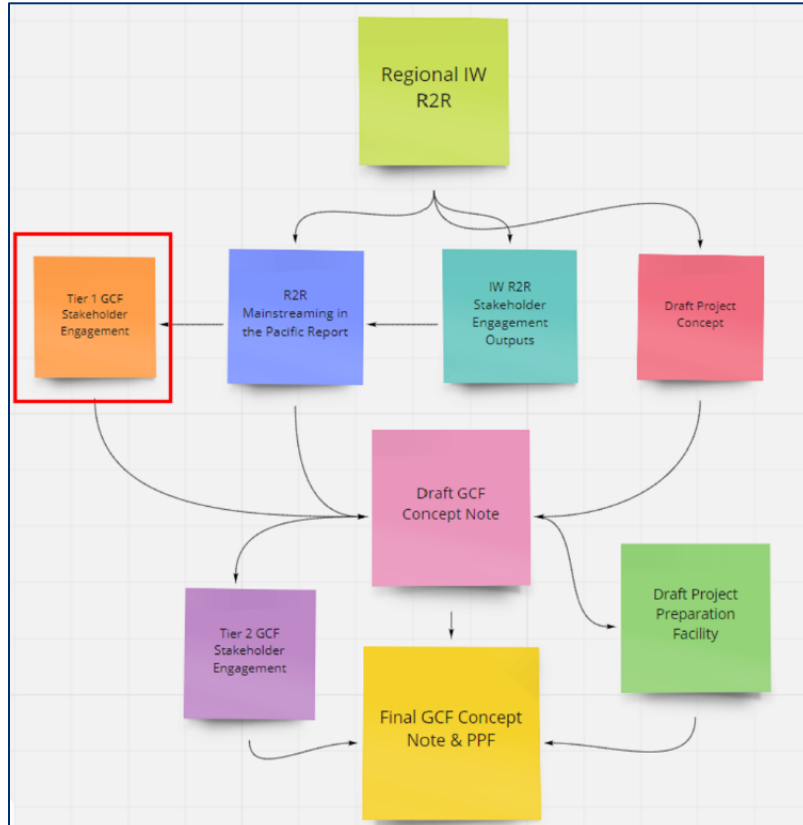 Regional IW
R2R
Tier 1 GCF
Stakeholder
Engagement
R2R
Mainstreaming in
the Pacific Report
IW R2R
Stakeholder
Engagement
Outputs
Draft Project
Concept
Draft GCF
Concept Note
Tier 2 GCF
Stakeholder
Engagement
Draft Project
Preparation
Facility
Final GCF Concept
Note & PPF